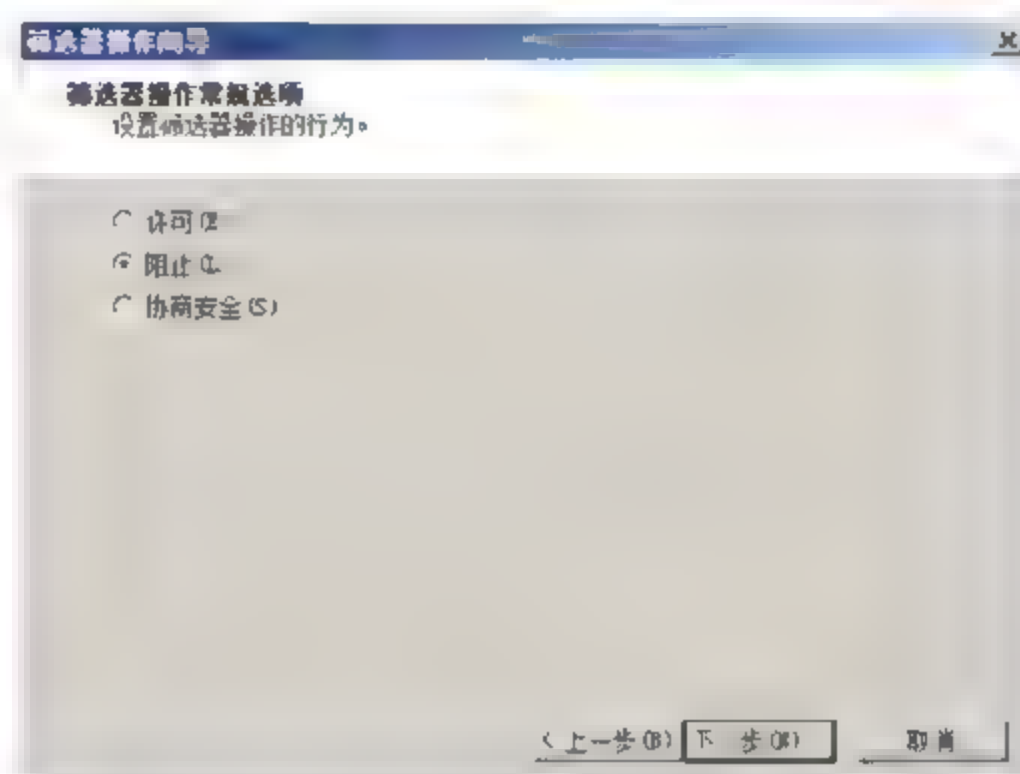 筛选器操作向导
筛选器操作常规选项
设置筛选器操作的行为。
许可(P
阻止(L
协商安全(S)
< 上一步(B)
下一步(N)
取消